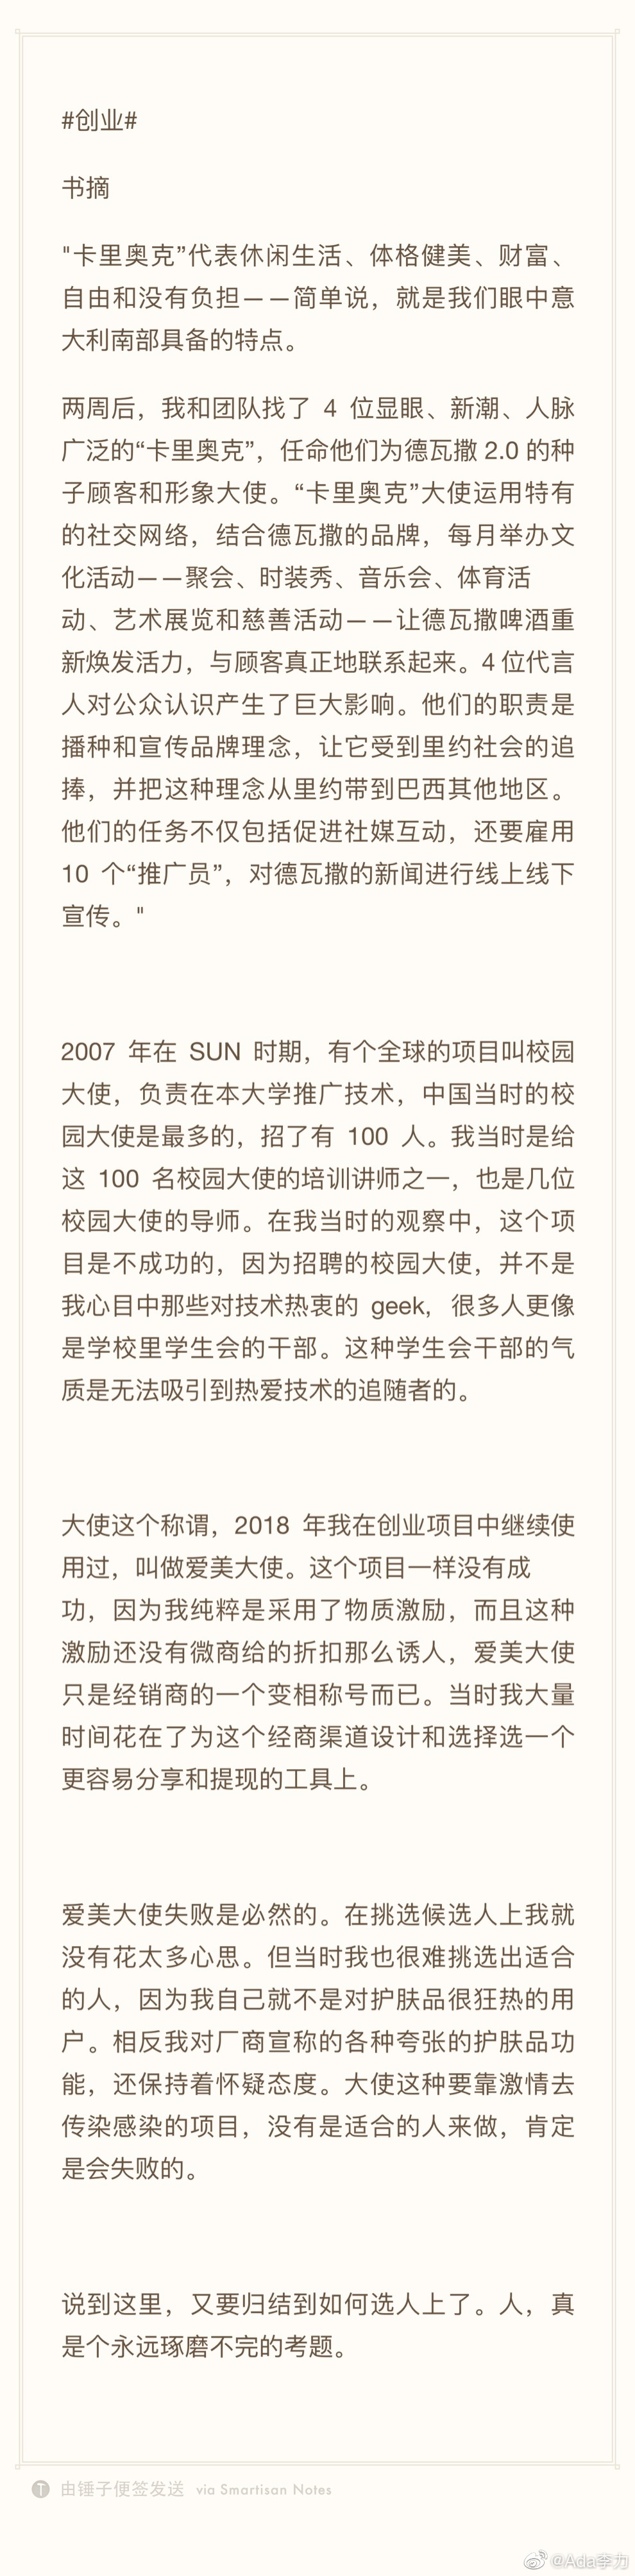 #创业#
书摘
"卡里奥克”代表休闲生活、体格健美、财富、
自由和没有负担——简单说，就是我们眼中意
大利南部具备的特点。
两周后，我和团队找了 4 位显眼、新潮、人脉
广泛的“卡里奥克”，任命他们为德瓦撒 2.0 的种
子顾客和形象大使。“卡里奥克”大使运用特有
的社交网络，结合德瓦撒的品牌，每月举办文
化活动——聚会、时装秀、音乐会、体育活
动、艺术展览和慈善活动——让德瓦撒啤酒重
新焕发活力，与顾客真正地联系起来。4 位代言
人对公众认识产生了巨大影响。他们的职责是
播种和宣传品牌理念，让它受到里约社会的追
捧，并把这种理念从里约带到巴西其他地区。
他们的任务不仅包括促进社媒互动，还要雇用
10 个“推广员”，对德瓦撒的新闻进行线上线下
宣传。"
2007 年在 SUN 时期，有个全球的项目叫校园
大使，负责在本大学推广技术，中国当时的校
园大使是最多的，招了有 100 人。我当时是给
这 100 名校园大使的培训讲师之一，也是几位
校园大使的导师。在我当时的观察中，这个项
目是不成功的，因为招聘的校园大使，并不是
我心目中那些对技术热衷的 geek，很多人更像
是学校里学生会的干部。这种学生会干部的气
质是无法吸引到热爱技术的追随者的。
大使这个称谓，2018 年我在创业项目中继续使
用过，叫做爱美大使。这个项目一样没有成
功，因为我纯粹是采用了物质激励，而且这种
激励还没有微商给的折扣那么诱人，爱美大使
只是经销商的一个变相称号而已。当时我大量
时间花在了为这个经商渠道设计和选择选一个
更容易分享和提现的工具上。
爱美大使失败是必然的。在挑选候选人上我就
没有花太多心思。但当时我也很难挑选出适合
的人，因为我自己就不是对护肤品很狂热的用
户。相反我对厂商宣称的各种夸张的护肤品功
能，还保持着怀疑态度。大使这种要靠激情去
传染感染的项目，没有是适合的人来做，肯定
是会失败的。
说到这里，又要归结到如何选人上了。人，真
是个永远琢磨不完的考题。
由锤子便签发送 via Smartisan Notes
@Ada李力